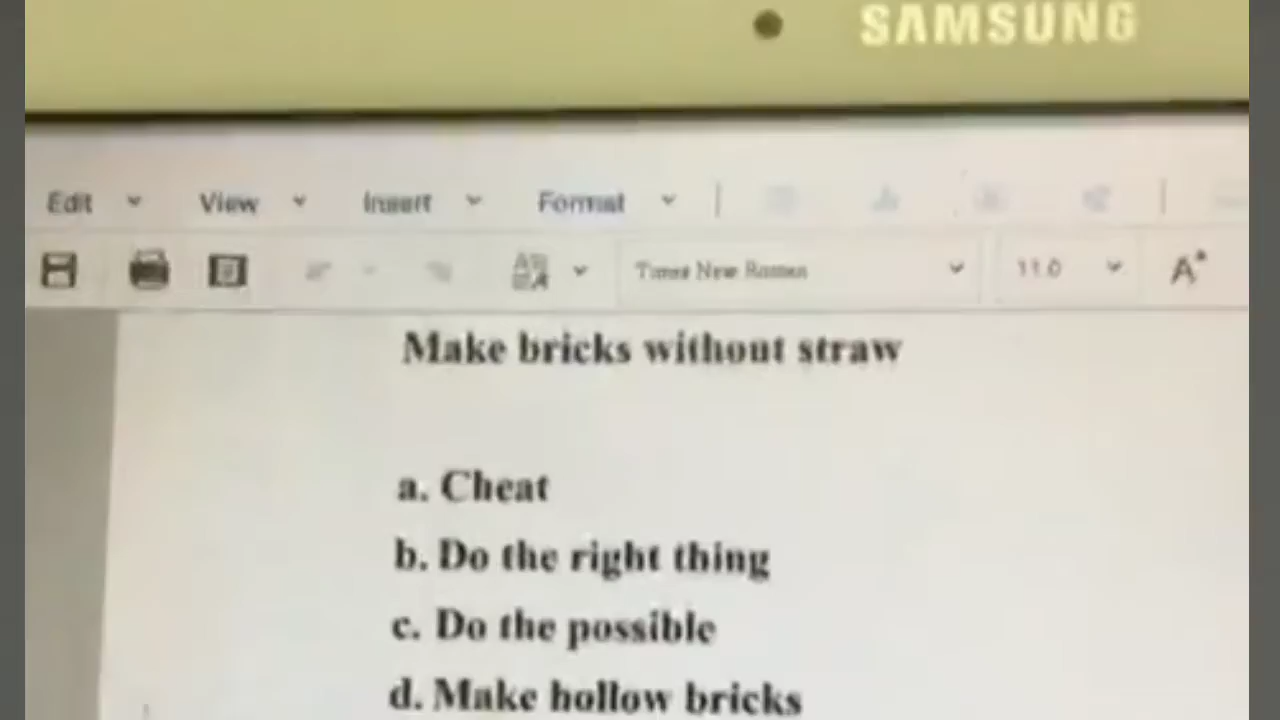 SAMSUNG
Edit View Insert Format
Times New Roman 11.0 A
Make bricks without straw
a. Cheat
b. Do the right thing
c. Do the possible
d. Make hollow bricks